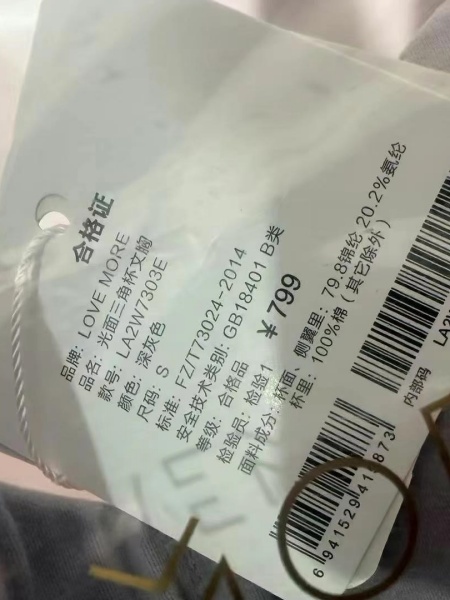 合格证
品牌: LOVE MORE
品名: 光面三角杯文胸
款号: LA2W7303E
颜色: 深灰色
尺码: S
标准: FZ/T73024-2014
安全技术类别: GB18401 B类
等级: 合格品
检验员: 检验1
¥799
面料成分: 杯面、侧翼里: 79.8锦纶 20.2%氨纶
杯里: 100%棉 (其它除外)
内部码